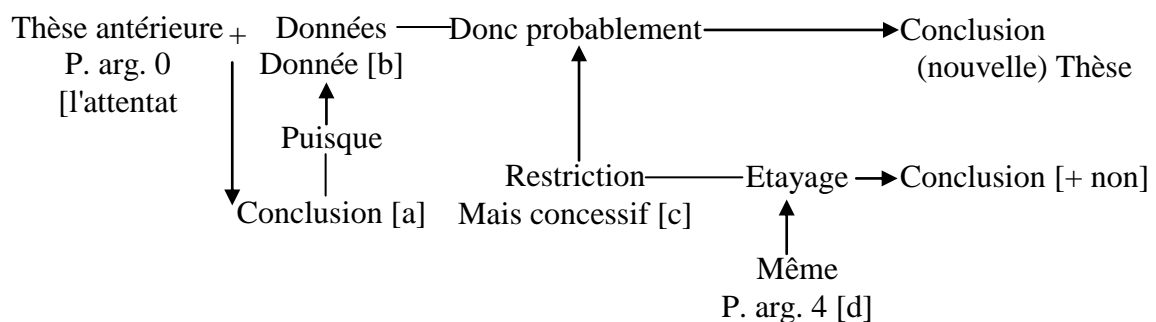 Thèse antérieure + Données Donc probablement Conclusion
P. arg. 0 Donnée [b] (nouvelle) Thèse
[l'attentat
Puisque
Restriction Etayage Conclusion [+ non]
Conclusion [a] Mais concessif [c]
Même
P. arg. 4 [d]